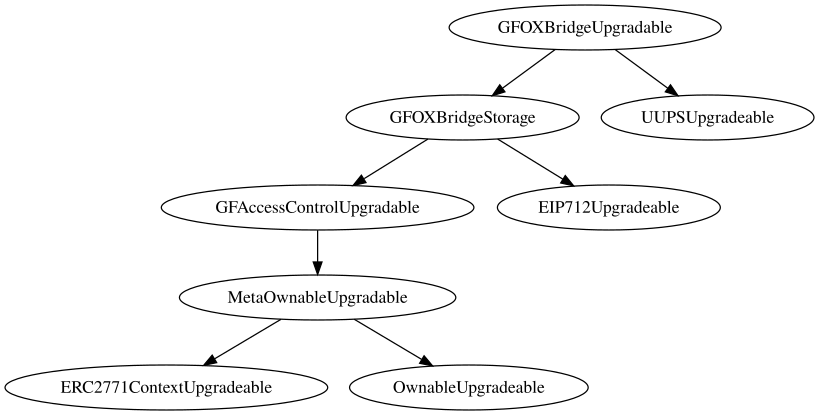 GFOXBridgeUpgradable
GFOXBridgeStorage
UUPSUpgradeable
GFAccessControlUpgradable
EIP712Upgradeable
MetaOwnableUpgradable
ERC2771ContextUpgradeable
OwnableUpgradeable